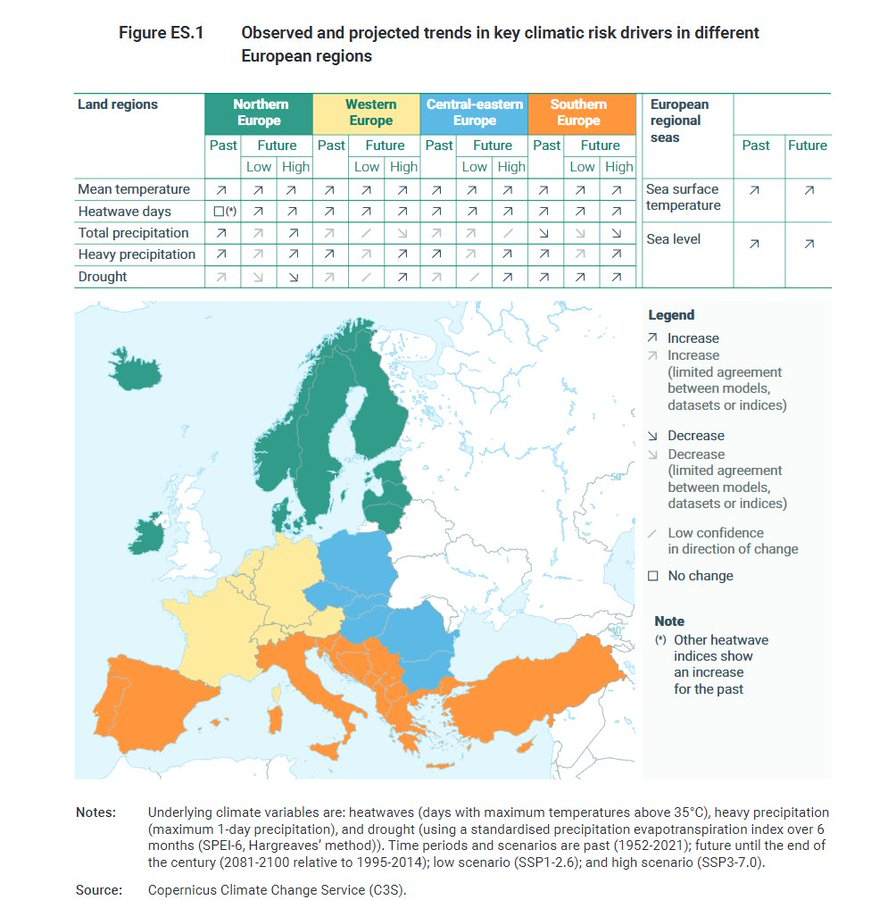 Figure ES.1 Observed and projected trends in key climatic risk drivers in different
European regions
Land regions Northern Europe Western Europe Central-eastern Europe Southern Europe European regional seas
Past Future Past Future Past Future Past Future Past Future
Low High Low High Low High Low High
Mean temperature ↗ ↗ ↗ ↗ ↗ ↗ ↗ ↗ ↗ ↗ ↗ ↗ Sea surface temperature ↗ ↗
Heatwave days □(*) ↗ ↗ ↗ ↗ ↗ ↗ ↗ ↗ ↗ ↗ ↗
Total precipitation ↗ ↗ ↗ ↗ ⁄ ↘ ↗ ↗ ⁄ ↘ ↘ ↘ Sea level ↗ ↗
Heavy precipitation ↗ ↗ ↗ ↗ ↗ ↗ ↗ ↗ ↗ ↗ ↗ ↗
Drought ↗ ↘ ↘ ↗ ⁄ ↗ ↗ ⁄ ↗ ↗ ↗ ↗
Legend
↗ Increase
↗ Increase
(limited agreement
between models,
datasets or indices)
↘ Decrease
↘ Decrease
(limited agreement
between models,
datasets or indices)
⁄ Low confidence
in direction of change
□ No change
Note
(*) Other heatwave
indices show
an increase
for the past
Notes: Underlying climate variables are: heatwaves (days with maximum temperatures above 35°C), heavy precipitation
(maximum 1-day precipitation), and drought (using a standardised precipitation evapotranspiration index over 6
months (SPEI-6, Hargreaves’ method)). Time periods and scenarios are past (1952-2021); future until the end of
the century (2081-2100 relative to 1995-2014); low scenario (SSP1-2.6); and high scenario (SSP3-7.0).
Source: Copernicus Climate Change Service (C3S).